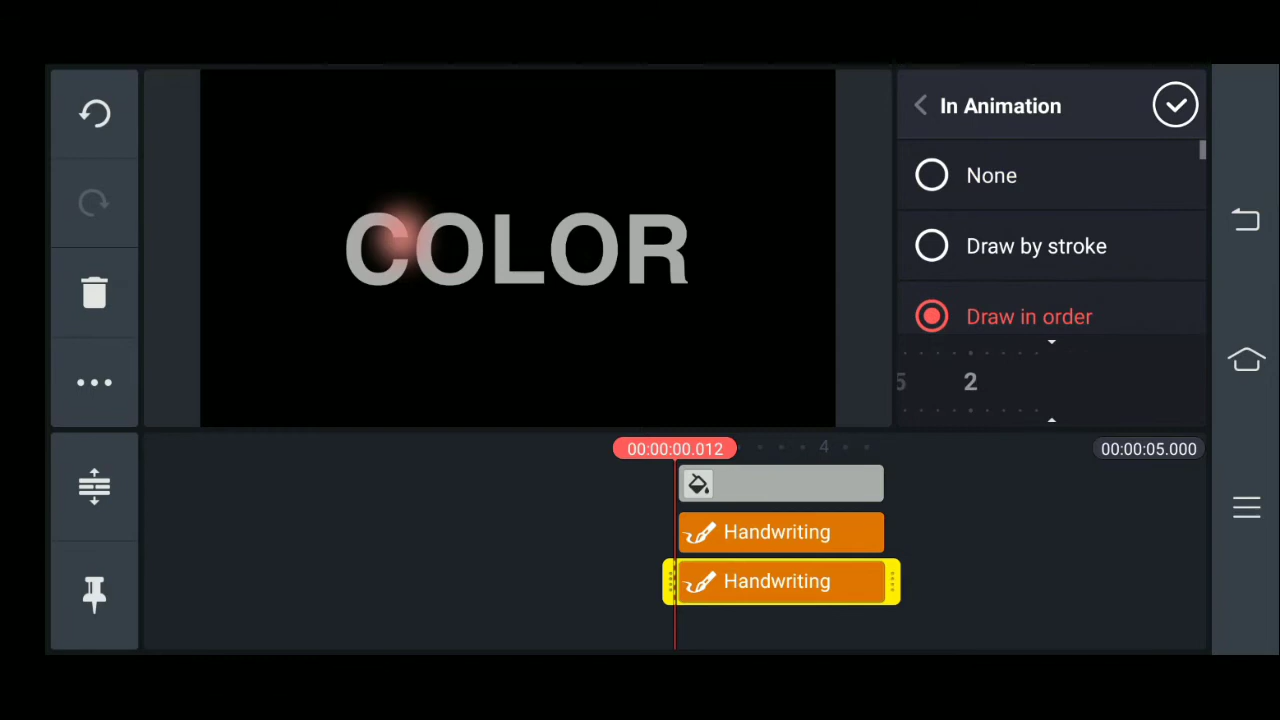 In Animation
None
Draw by stroke
COLOR
Draw in order
5 2
00:00:00.012 4 00:00:05.000
Handwriting
Handwriting